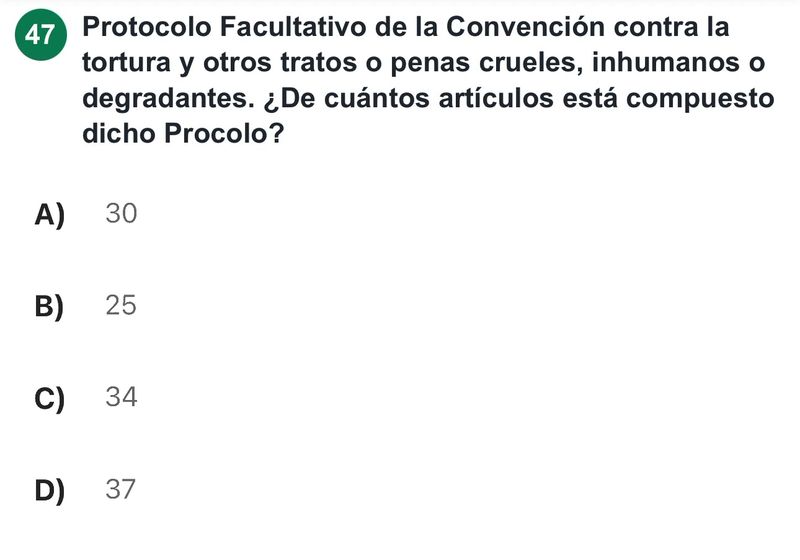 47 Protocolo Facultativo de la Convención contra la
tortura y otros tratos o penas crueles, inhumanos o
degradantes. ¿De cuántos artículos está compuesto
dicho Procolo?
A) 30
B) 25
C) 34
D) 37